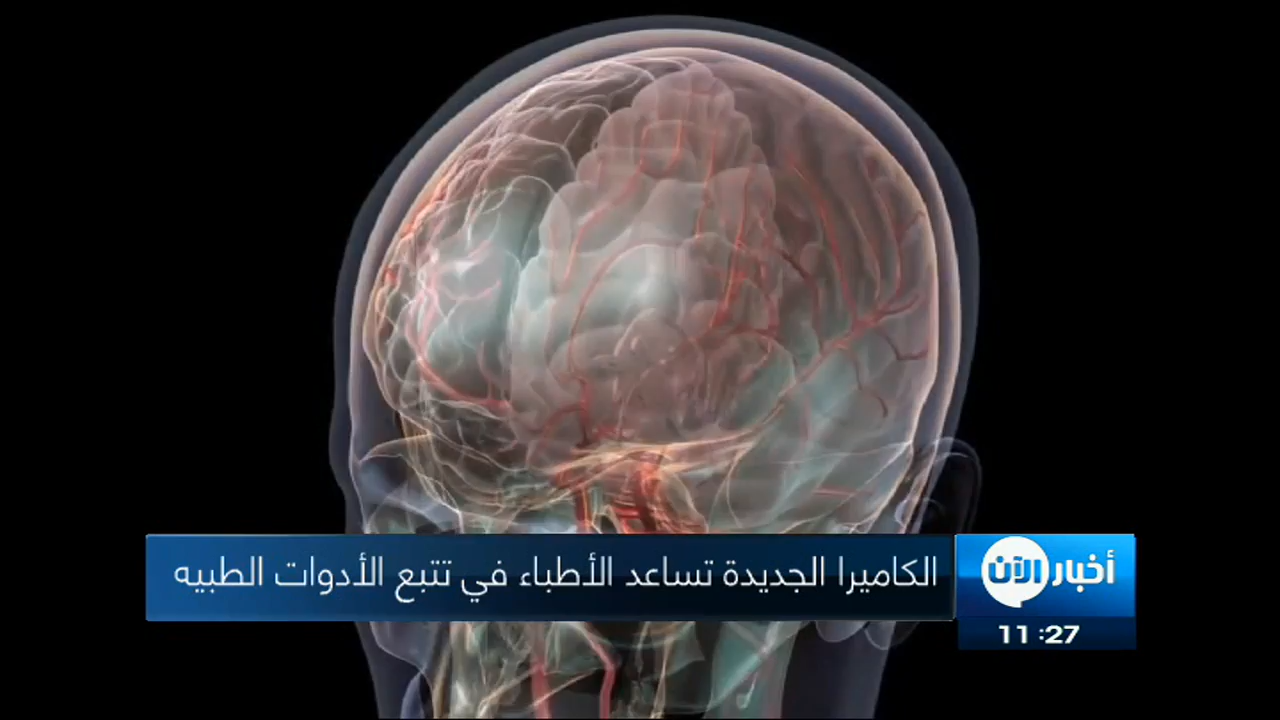 الكاميرا الجديدة تساعد الأطباء في تتبع الأدوات الطبيه
أخبار الآن
11:27